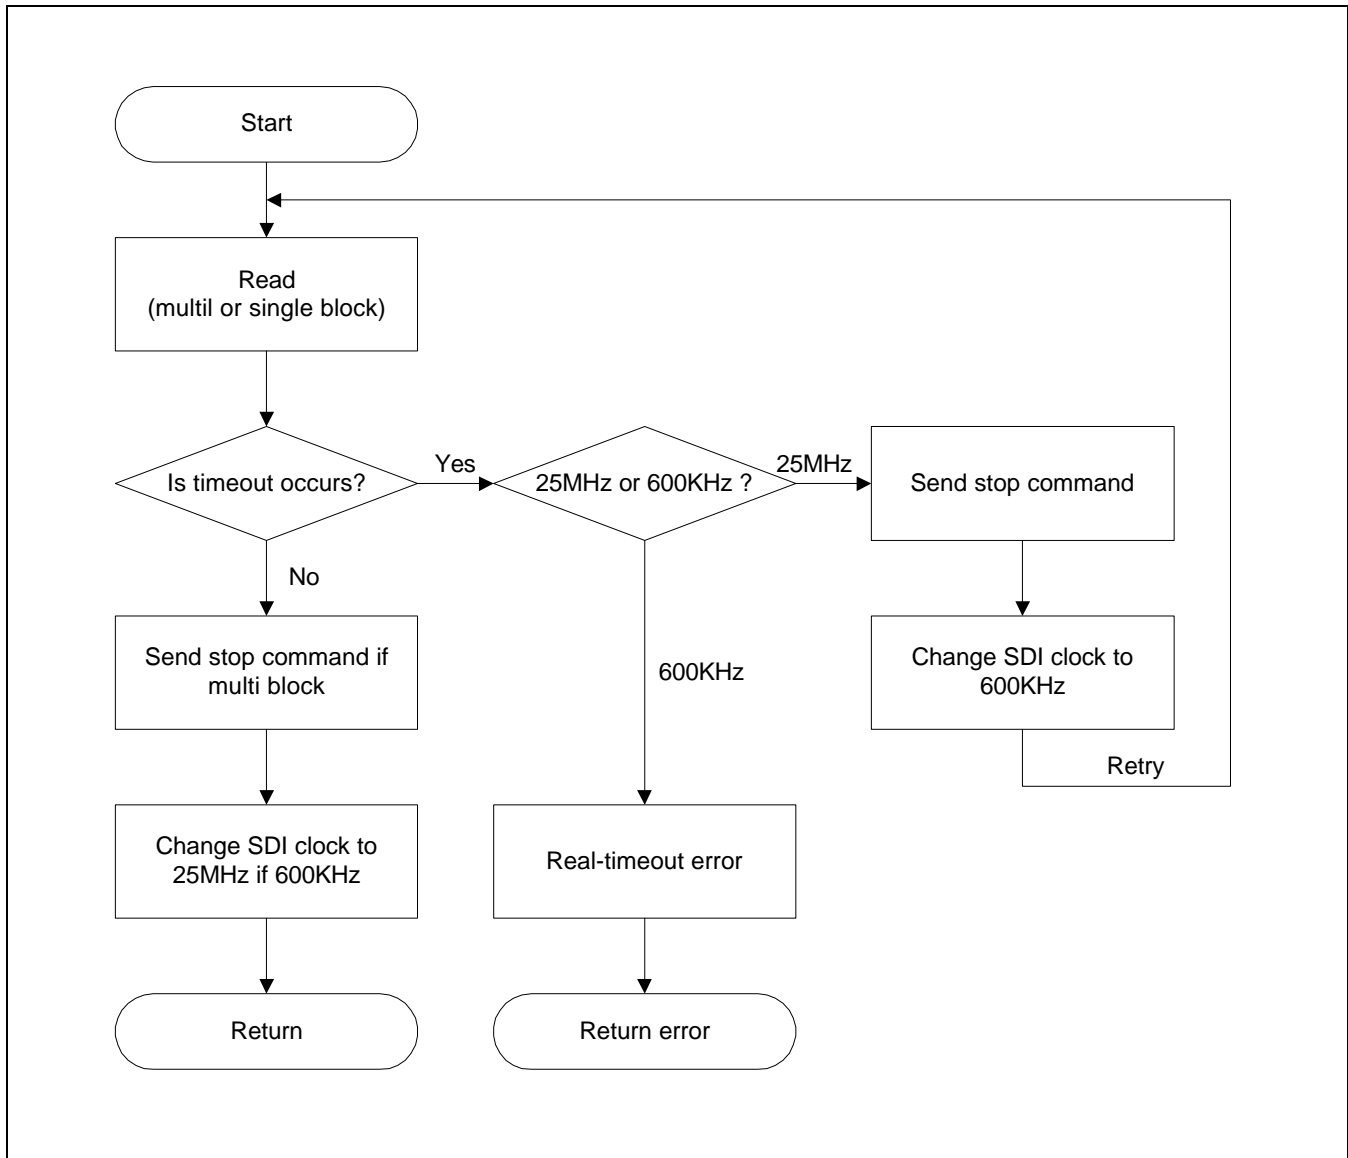 Start
Read
(multil or single block)
Is timeout occurs?
Yes
25MHz or 600KHz ?
25MHz
Send stop command
No
Send stop command if
multi block
600KHz
Change SDI clock to
600KHz
Retry
Change SDI clock to
25MHz if 600KHz
Real-timeout error
Return
Return error